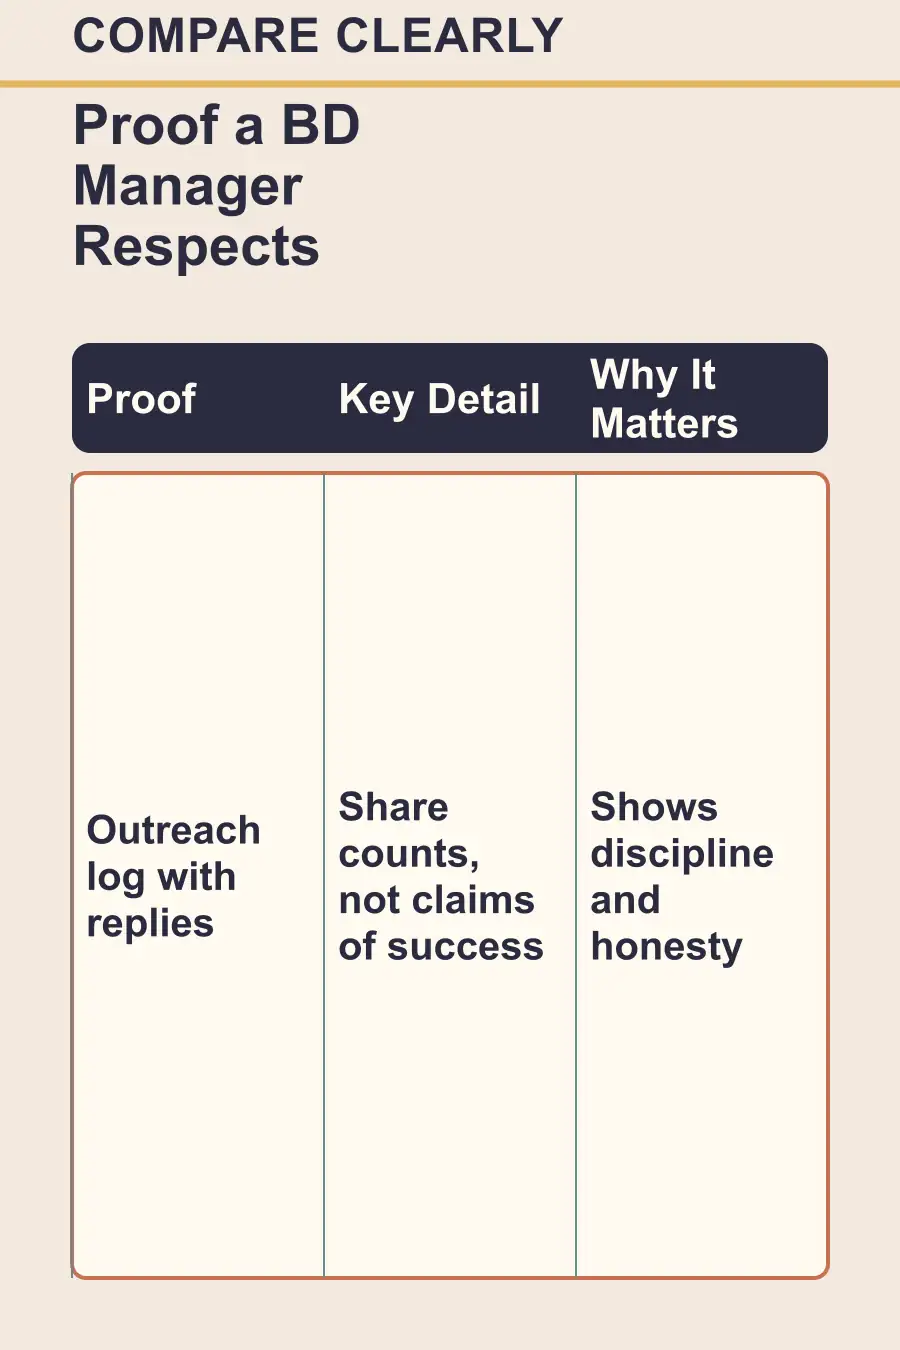 COMPARE CLEARLY
Proof a BD
Manager
Respects
Proof
Key Detail
Why It
Matters
Outreach
log with
replies
Share
counts,
not claims
of success
Shows
discipline
and
honesty